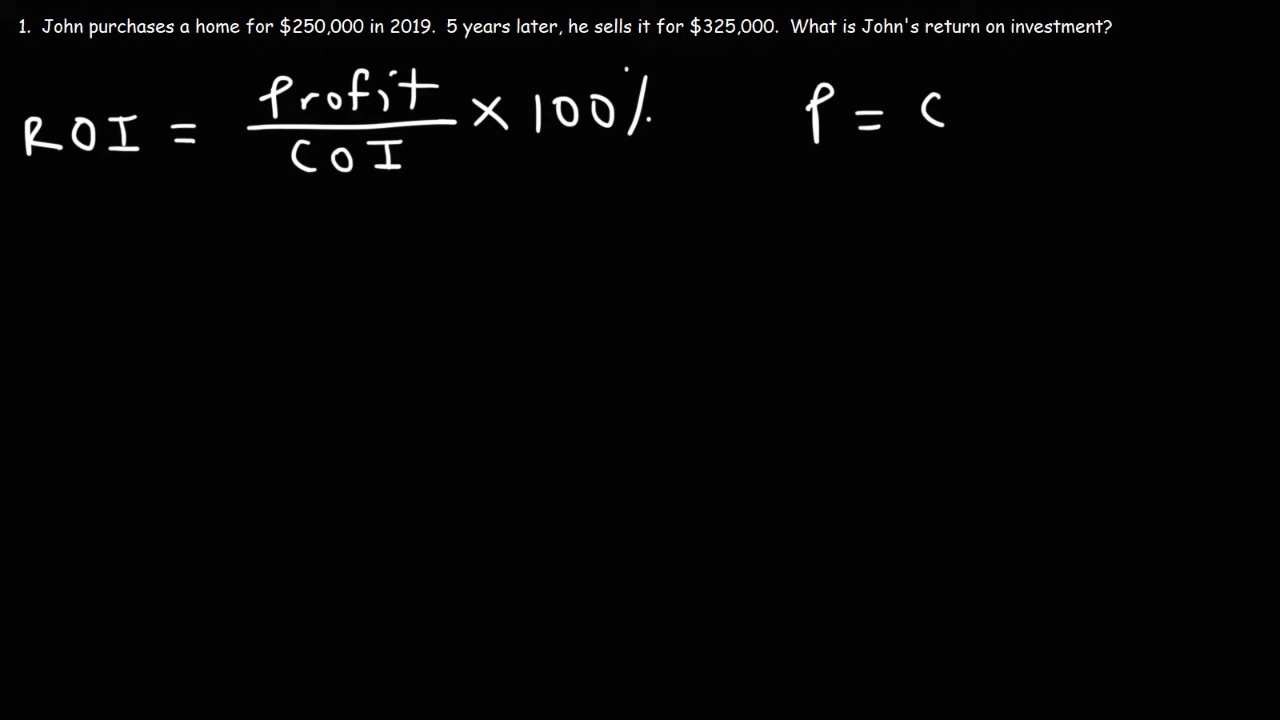 1. John purchases a home for $250,000 in 2019. 5 years later, he sells it for $325,000. What is John's return on investment?
ROI = Profit / COI × 100% P = C